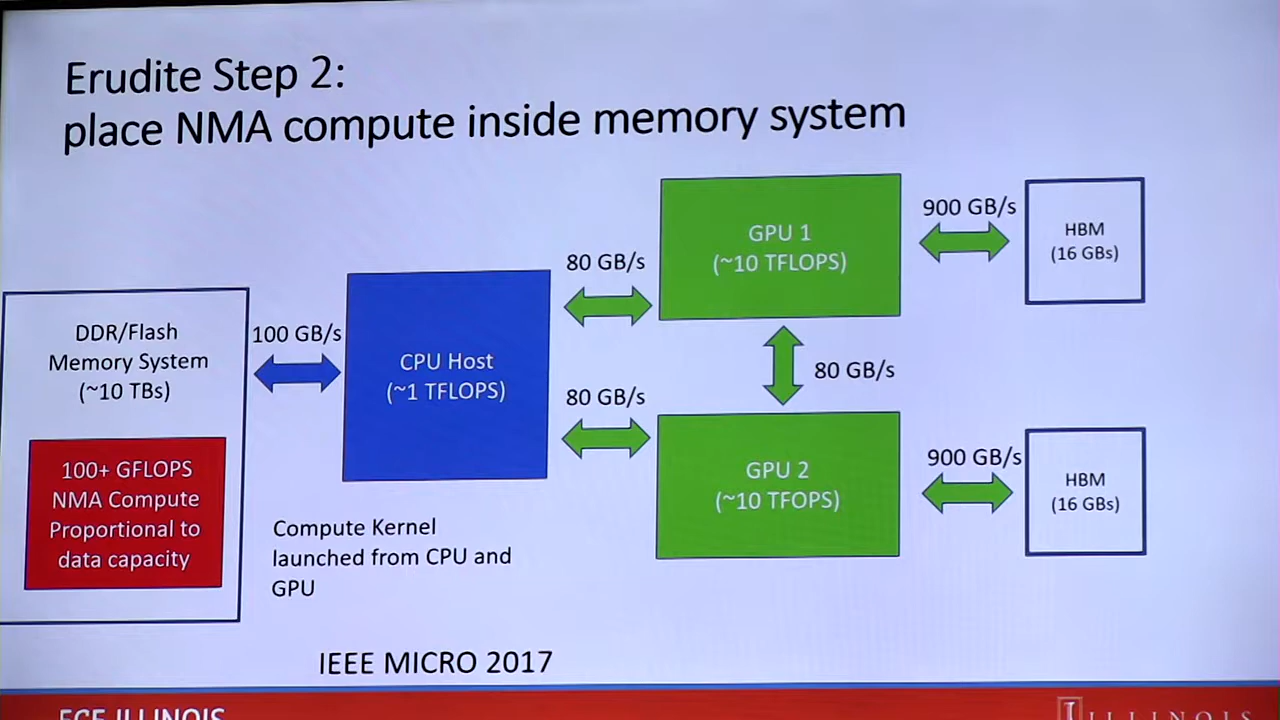 Erudite Step 2:
place NMA compute inside memory system
DDR/Flash
Memory System
(~10 TBs)
100+ GFLOPS
NMA Compute
Proportional to
data capacity
100 GB/s
CPU Host
(~1 TFLOPS)
Compute Kernel
launched from CPU and
GPU
80 GB/s
80 GB/s
GPU 1
(~10 TFLOPS)
80 GB/s
GPU 2
(~10 TFOPS)
900 GB/s
HBM
(16 GBs)
900 GB/s
HBM
(16 GBs)
IEEE MICRO 2017
ECE ILLINOIS
I ILLINOIS